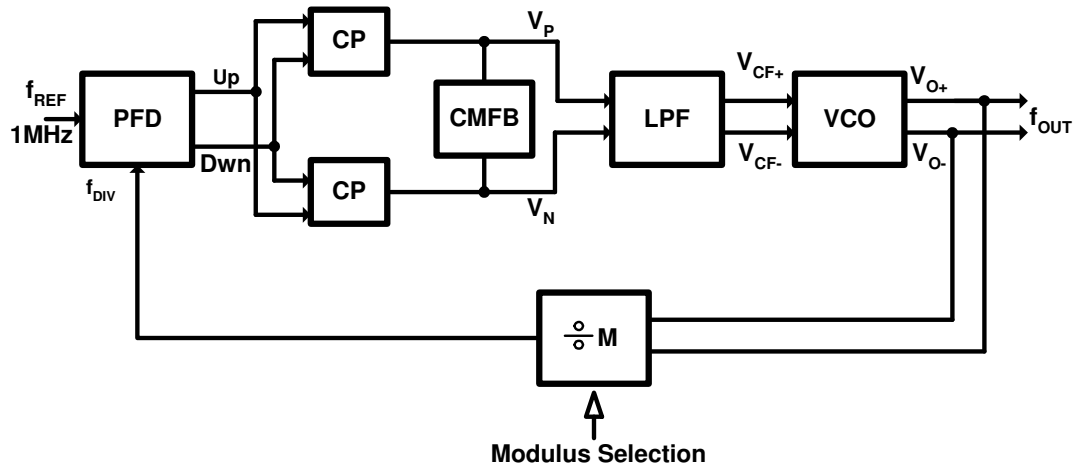 f_REF
1MHz
PFD
f_DIV
Up
Dwn
CP
CP
V_P
CMFB
V_N
LPF
V_CF+
V_CF-
VCO
V_O+
V_O-
f_OUT
÷ M
Modulus Selection